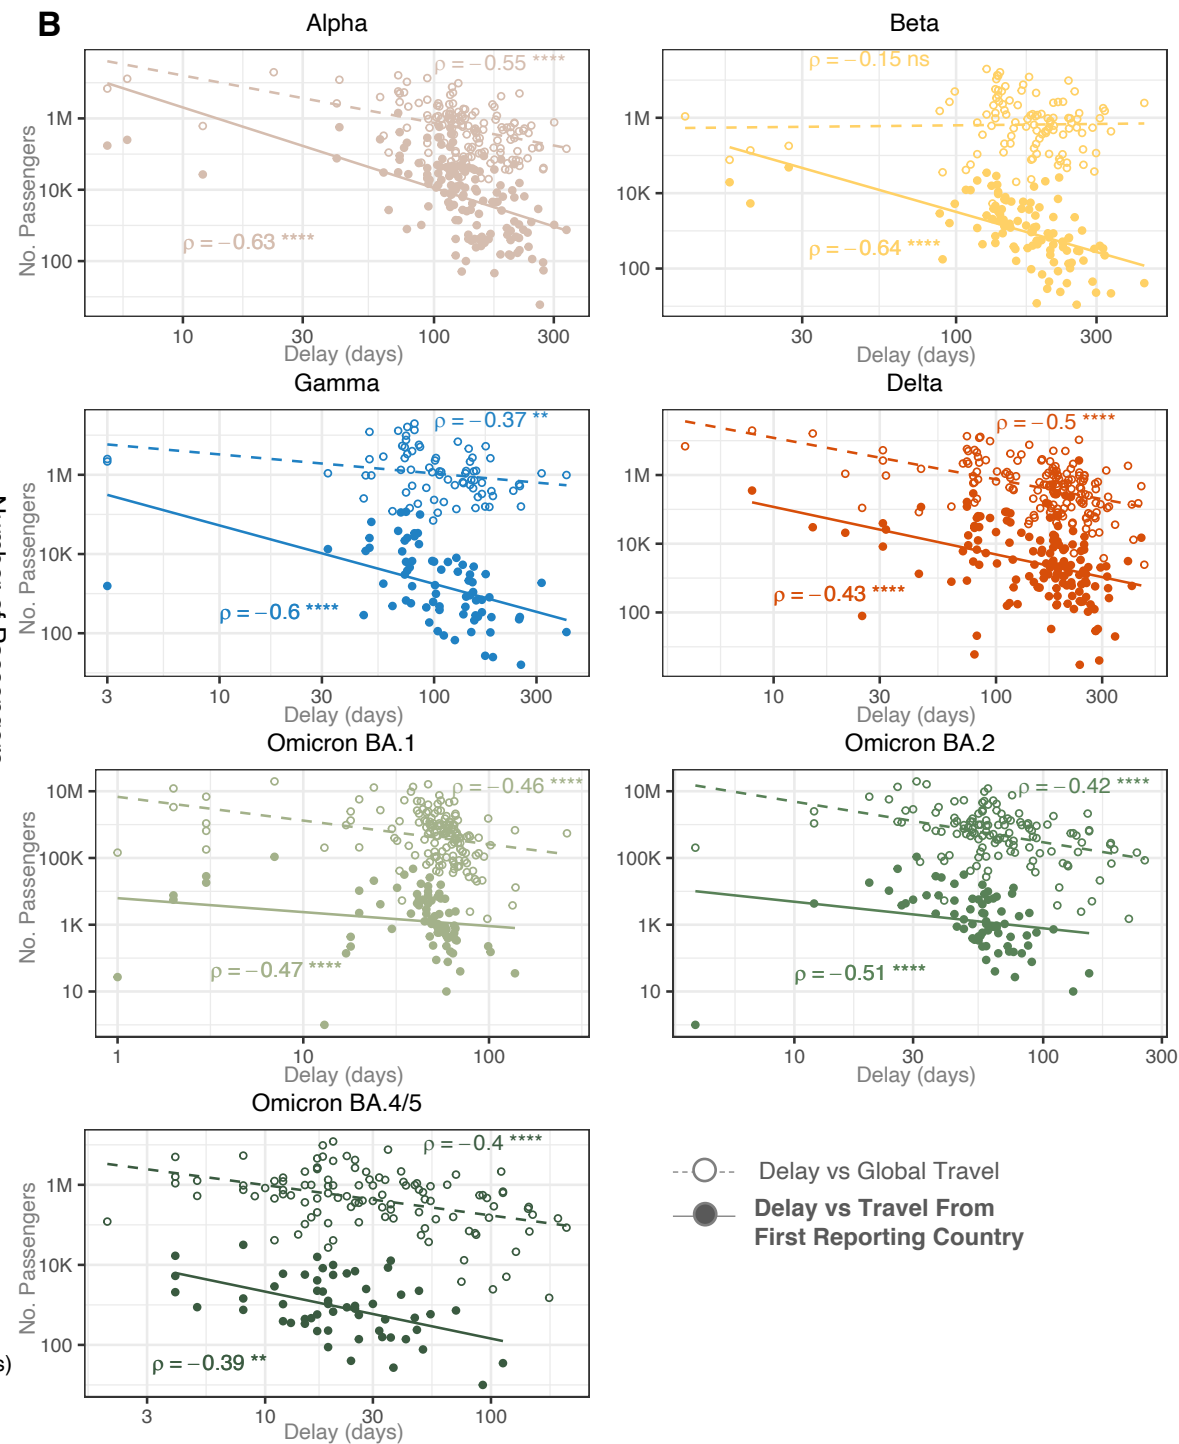 B
Alpha
Beta
ρ = −0.55 ****
ρ = −0.63 ****
ρ = −0.15 ns
ρ = −0.64 ****
No. Passengers
1M
10K
100
1M
10K
100
10
30
100
300
30
100
300
Delay (days)
Delay (days)
Gamma
Delta
ρ = −0.37 **
ρ = −0.6 ****
ρ = −0.5 ****
ρ = −0.43 ****
No. Passengers
1M
10K
100
1M
10K
100
3
10
30
100
300
10
30
100
300
Delay (days)
Delay (days)
Omicron BA.1
Omicron BA.2
ρ = −0.46 ****
ρ = −0.47 ****
ρ = −0.42 ****
ρ = −0.51 ****
No. Passengers
10M
100K
1K
10
10M
100K
1K
10
1
10
100
10
30
100
300
Delay (days)
Delay (days)
Omicron BA.4/5
ρ = −0.4 ****
ρ = −0.39 **
No. Passengers
1M
10K
100
3
10
30
100
Delay (days)
Delay vs Global Travel
Delay vs Travel From
First Reporting Country
s)